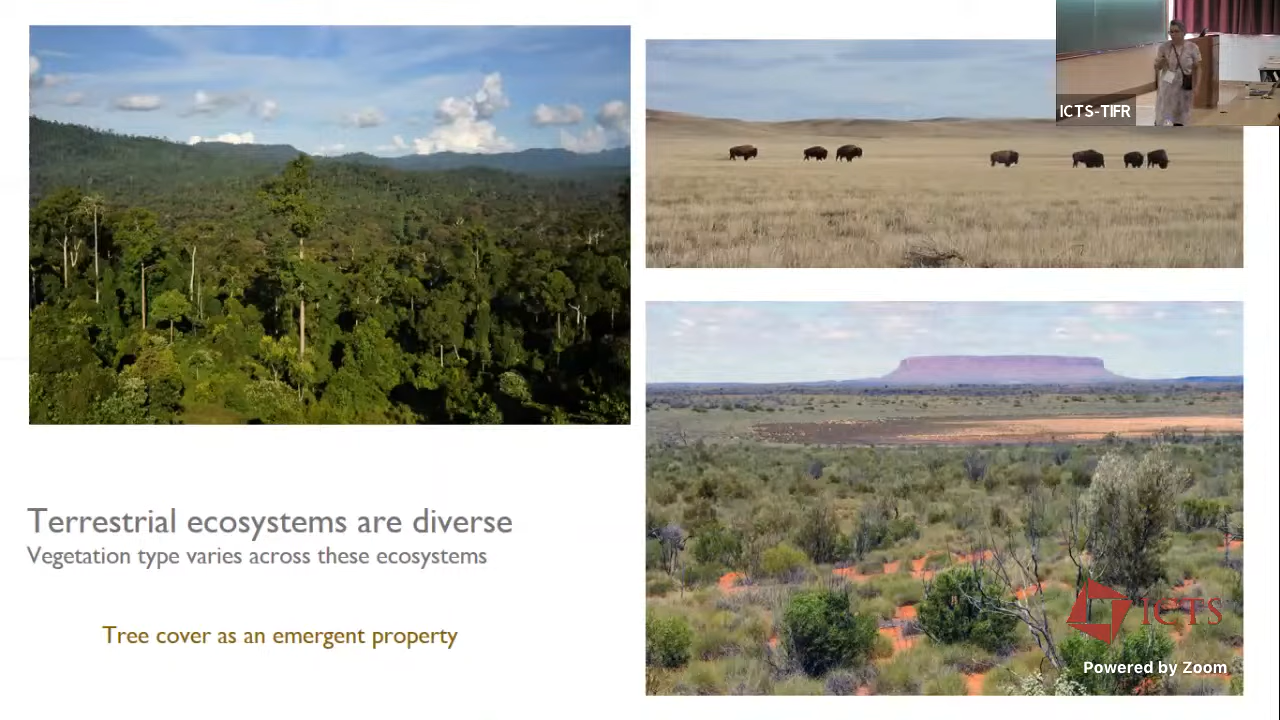 ICTS-TIFR
Terrestrial ecosystems are diverse
Vegetation type varies across these ecosystems
Tree cover as an emergent property
ICTS
Powered by Zoom